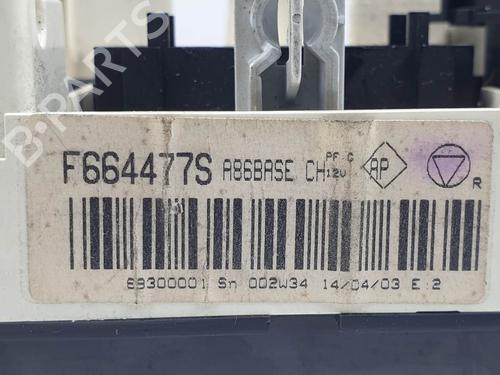 B-PARTS
F664477S A86BASE CH PF C 12V AP R
69300001 Sn 002W34 14/04/03 E 2